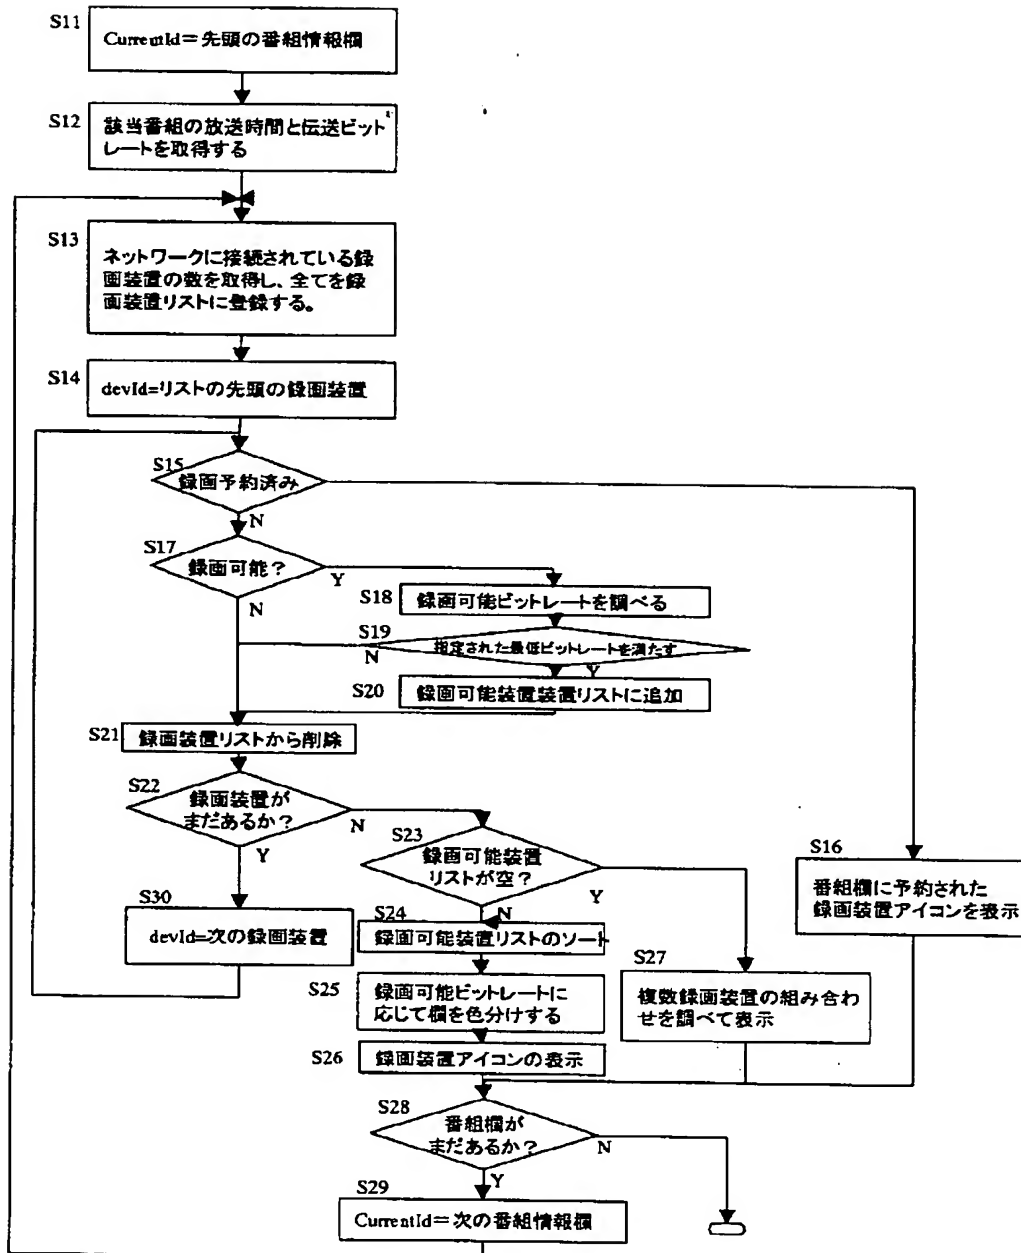 S11
CurrentId＝先頭の番組情報欄
S12
該当番組の放送時間と伝送ビット
レートを取得する
S13
ネットワークに接続されている録
画装置の数を取得し、全てを録
画装置リストに登録する。
S14
devId=リストの先頭の録画装置
S15
録画予約済み
N
S17
録画可能？
Y
N
S18
録画可能ビットレートを調べる
S19
指定された最低ビットレートを満たす
N
Y
S20
録画可能装置装置リストに追加
S21
録画装置リストから削除
S22
録画装置が
まだあるか？
N
Y
S23
録画可能装置
リストが空？
Y
N
S16
番組欄に予約された
録画装置アイコンを表示
S30
devId=次の録画装置
S24
録画可能装置リストのソート
S27
複数録画装置の組み合わ
せを調べて表示
S25
録画可能ビットレートに
応じて欄を色分けする
S26
録画装置アイコンの表示
S28
番組欄が
まだあるか？
N
Y
S29
CurrentId＝次の番組情報欄